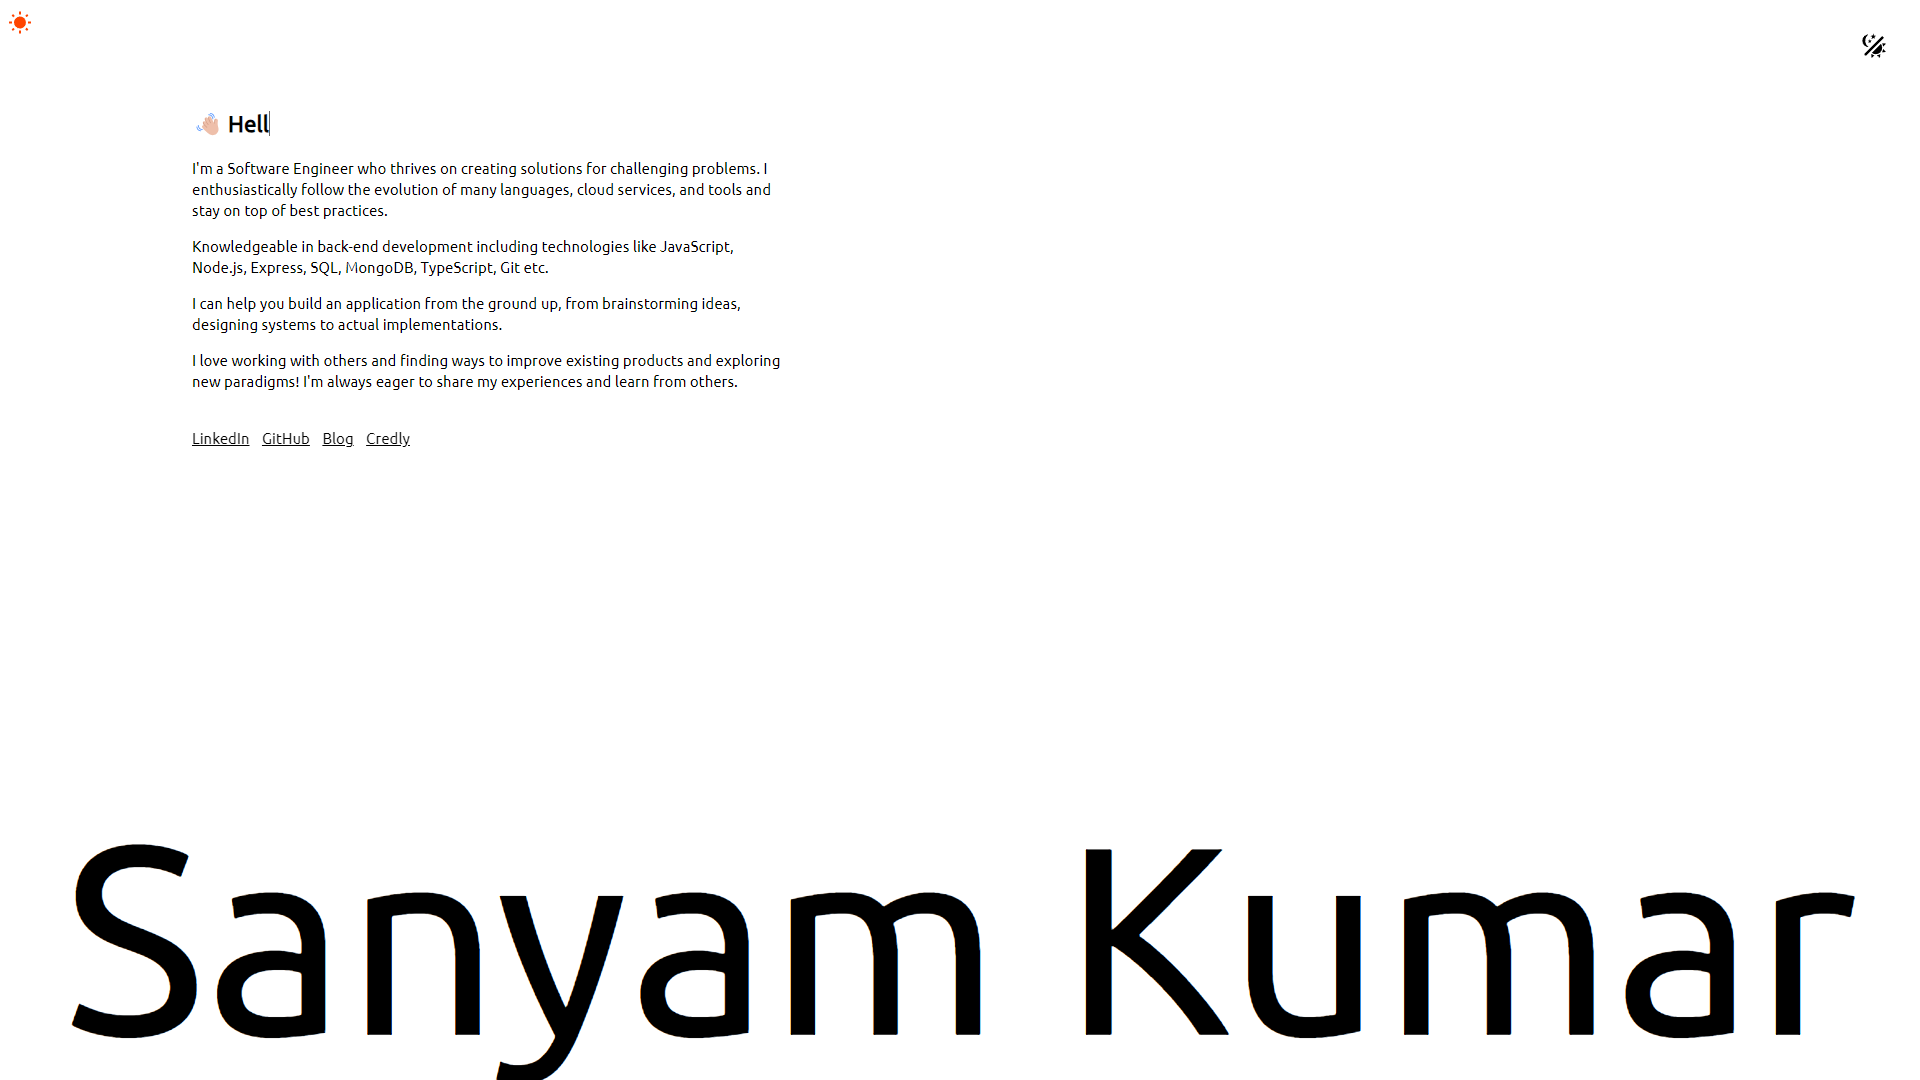 Hell
I'm a Software Engineer who thrives on creating solutions for challenging problems. I
enthusiastically follow the evolution of many languages, cloud services, and tools and
stay on top of best practices.
Knowledgeable in back-end development including technologies like JavaScript,
Node.js, Express, SQL, MongoDB, TypeScript, Git etc.
I can help you build an application from the ground up, from brainstorming ideas,
designing systems to actual implementations.
I love working with others and finding ways to improve existing products and exploring
new paradigms! I'm always eager to share my experiences and learn from others.
LinkedIn GitHub Blog Credly
Sanyam Kumar